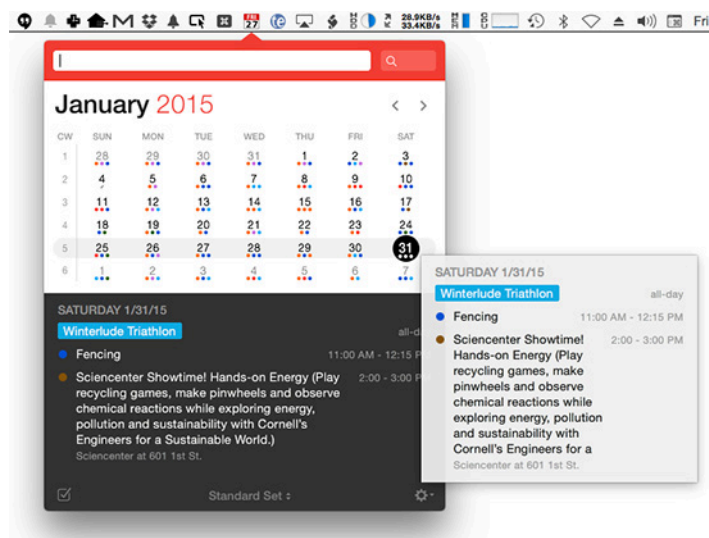 FRI
27
28.9KB/s
33.4KB/s
Fri
January 2015
CW SUN MON TUE WED THU FRI SAT
1 28 29 30 31 1 2 3
2 4 5 6 7 8 9 10
3 11 12 13 14 15 16 17
4 18 19 20 21 22 23 24
5 25 26 27 28 29 30 31
6 1 2 3 4 5 6 7
SATURDAY 1/31/15
Winterlude Triathlon all-d
Fencing 11:00 AM - 12:15 P
Sciencenter Showtime! Hands-on Energy (Play 2:00 - 3:00 P
recycling games, make pinwheels and observe
chemical reactions while exploring energy,
pollution and sustainability with Cornell's
Engineers for a Sustainable World.)
Sciencenter at 601 1st St.
Standard Set
SATURDAY 1/31/15
Winterlude Triathlon all-day
Fencing 11:00 AM - 12:15 PM
Sciencenter Showtime! 2:00 - 3:00 PM
Hands-on Energy (Play
recycling games, make
pinwheels and observe
chemical reactions while
exploring energy, pollution
and sustainability with
Cornell's Engineers for a
Sciencenter at 601 1st St.